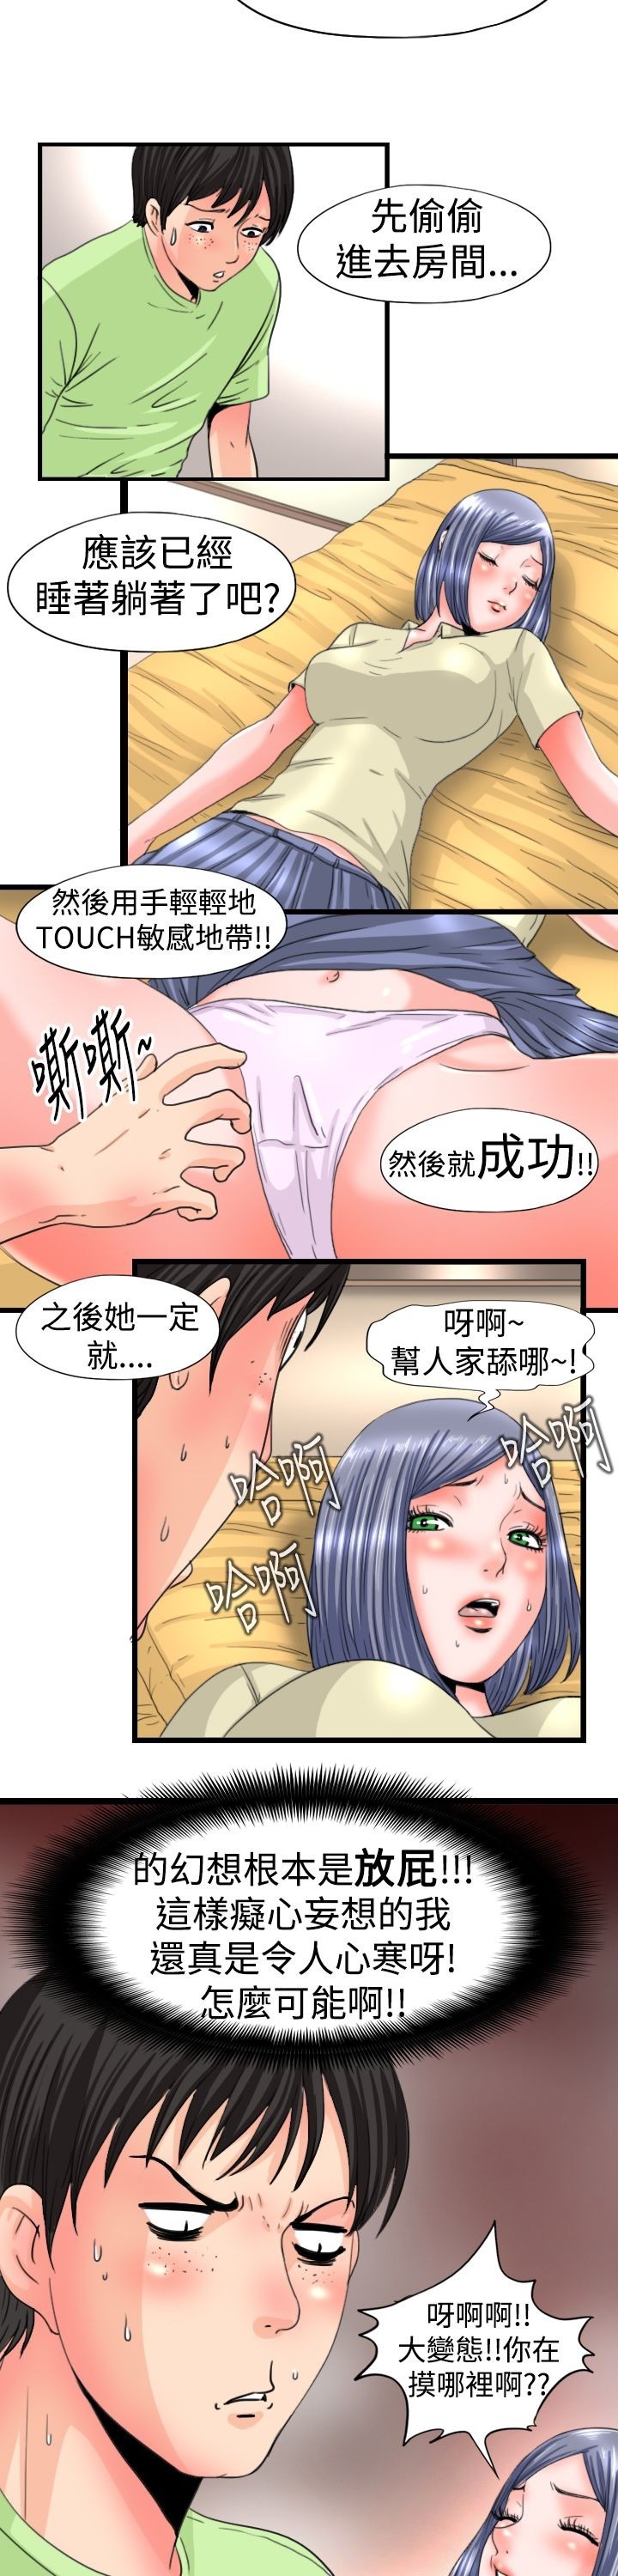 先偷偷
進去房間...
應該已經
睡著躺著了吧?
然後用手輕輕地
TOUCH敏感地帶!!
嘶嘶~
然後就成功!!
之後她一定
就....
呀啊~
幫人家舔哪~!
哈啊
哈啊
哈啊
的幻想根本是放屁!!!
這樣癡心妄想的我
還真是令人心寒呀!
怎麼可能啊!!
呀啊啊!!
大變態!!你在
摸哪裡啊??